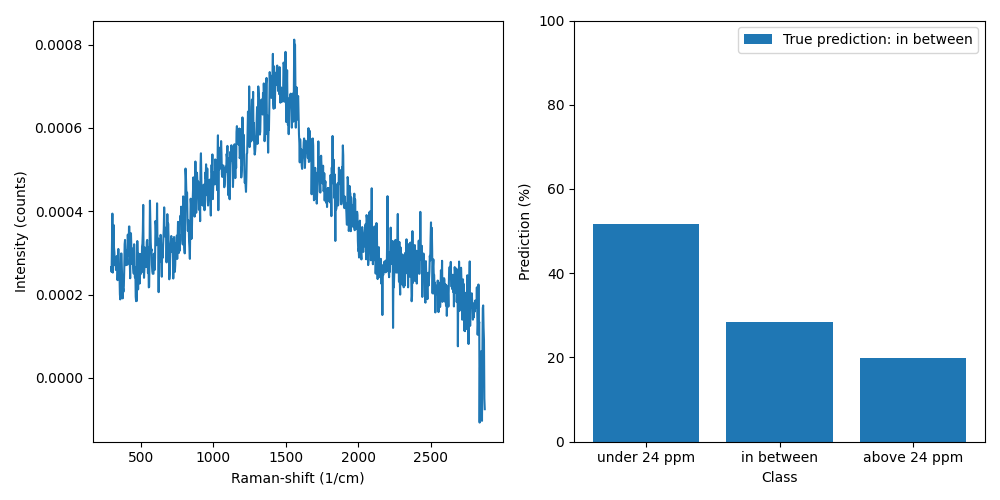 0.0008
0.0006
0.0004
0.0002
0.0000
Intensity (counts)
500 1000 1500 2000 2500
Raman-shift (1/cm)
100
80
60
40
20
0
Prediction (%)
True prediction: in between
under 24 ppm in between above 24 ppm
Class